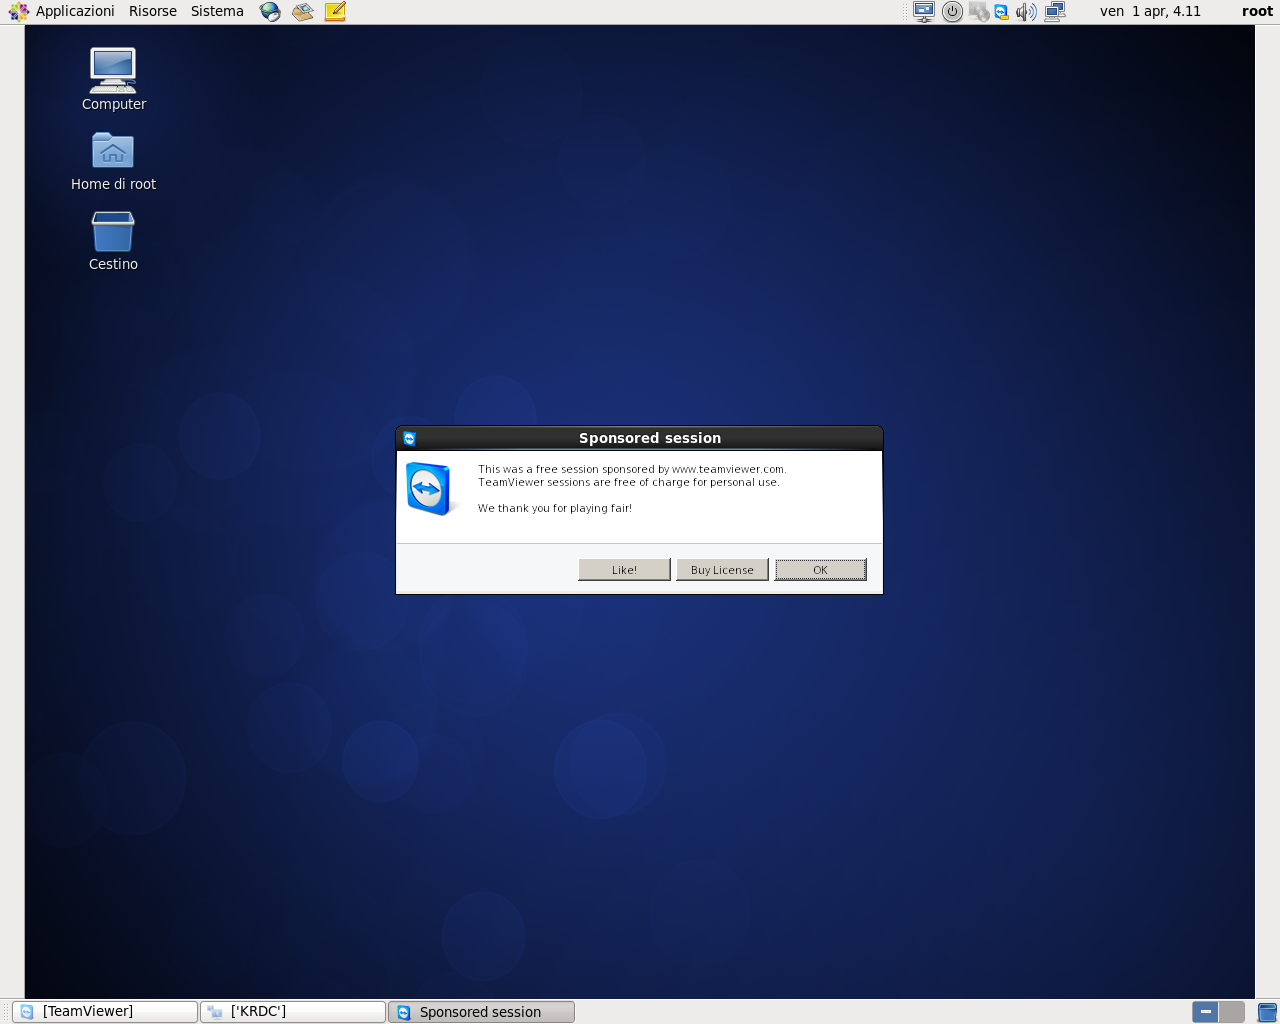 Applicazioni Risorse Sistema ven 1 apr, 4.11 root
Computer
Home di root
Cestino
Sponsored session
This was a free session sponsored by www.teamviewer.com.
TeamViewer sessions are free of charge for personal use.
We thank you for playing fair!
Like! Buy License OK
[TeamViewer] ['KRDC'] Sponsored session